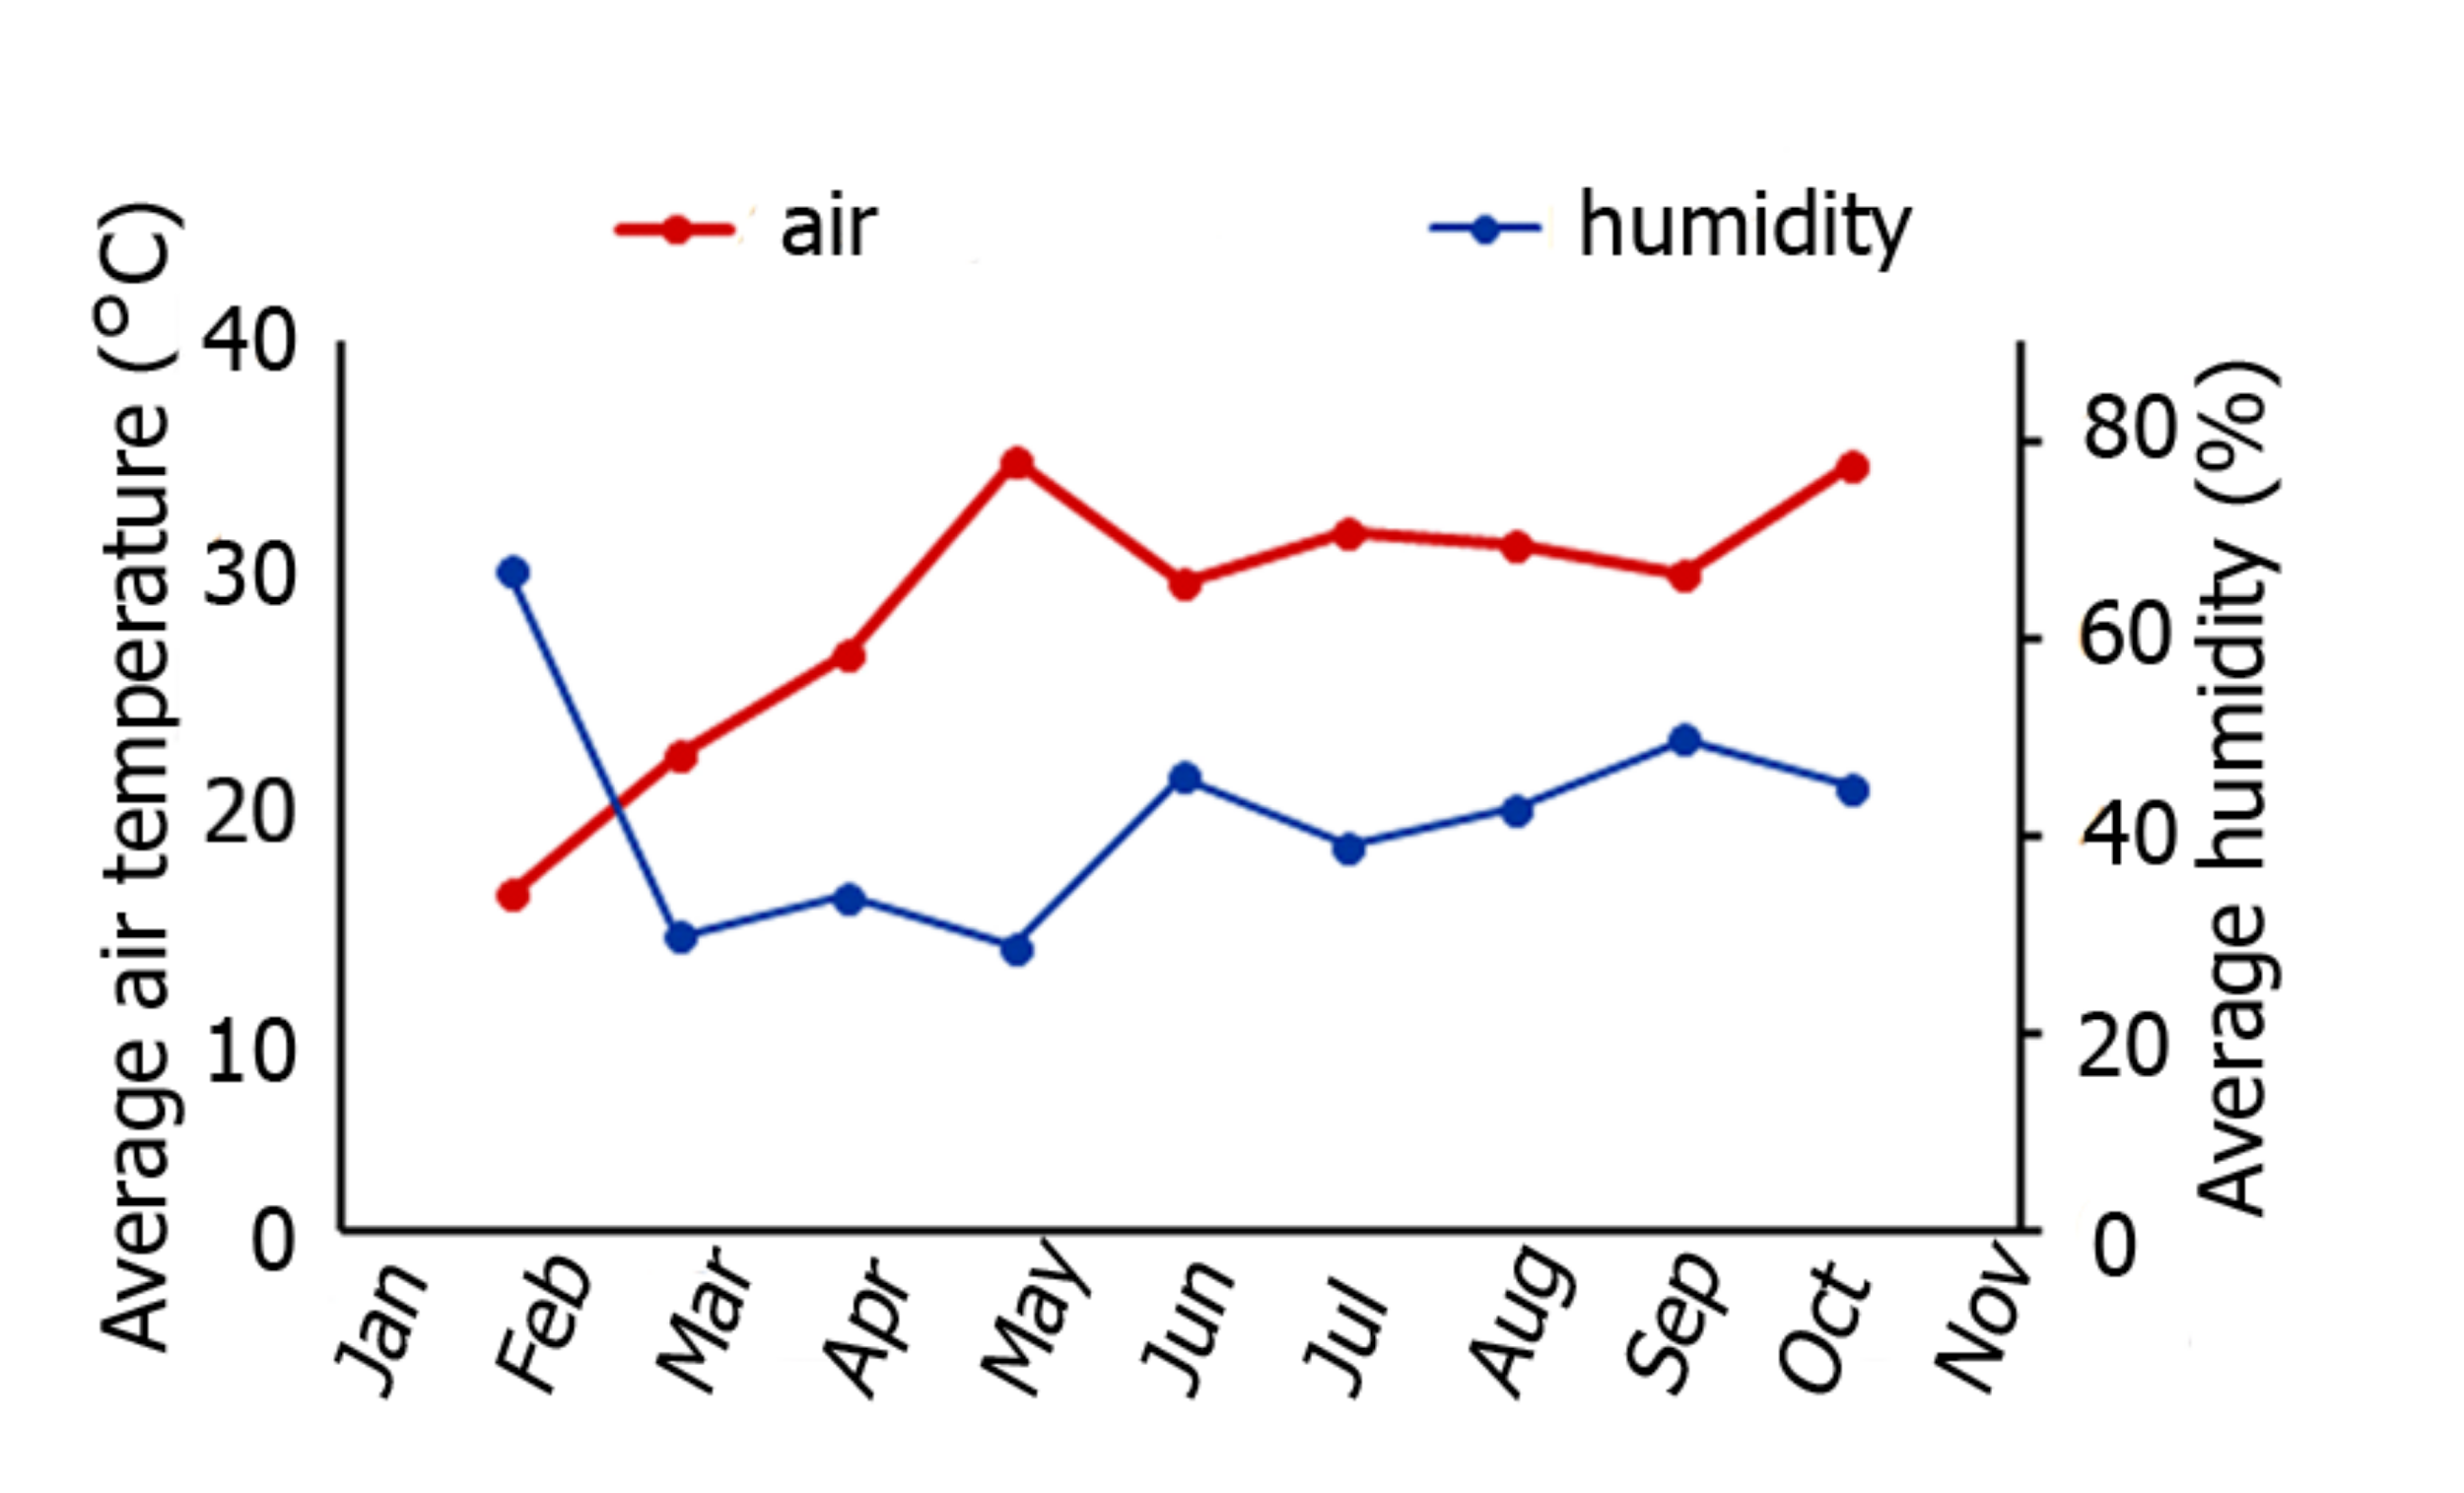 air
humidity
Average air temperature (°C)
40
30
20
10
0
80
60
40
20
0
Average humidity (%)
Jan
Feb
Mar
Apr
May
Jun
Jul
Aug
Sep
Oct
Nov